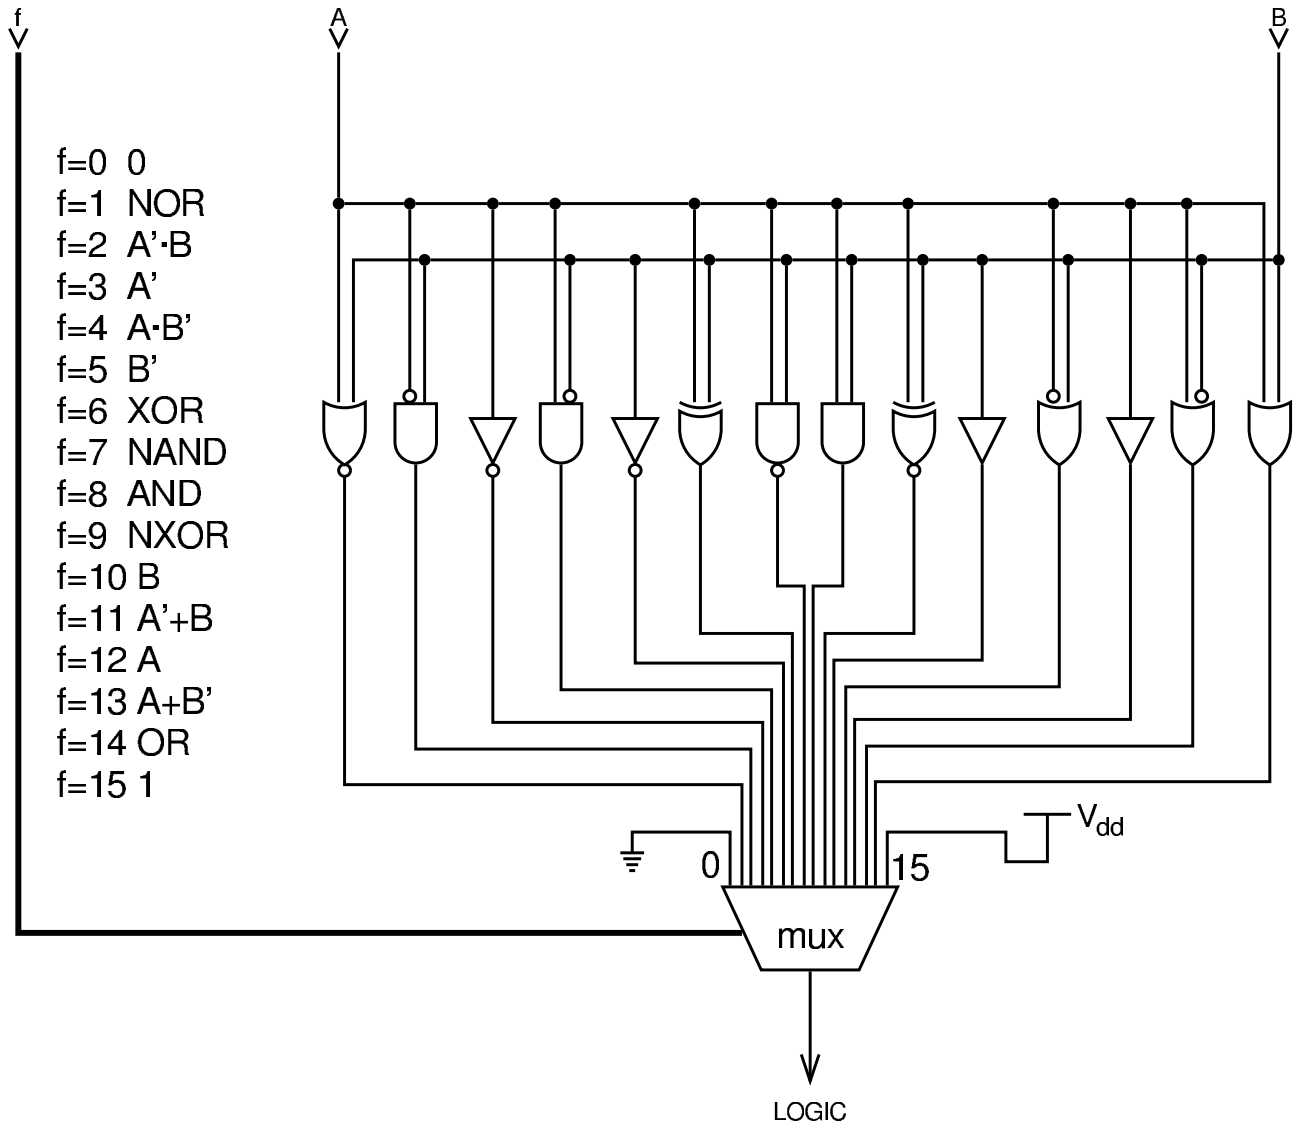 f
A
B
f=0 0
f=1 NOR
f=2 A'·B
f=3 A'
f=4 A·B'
f=5 B'
f=6 XOR
f=7 NAND
f=8 AND
f=9 NXOR
f=10 B
f=11 A'+B
f=12 A
f=13 A+B'
f=14 OR
f=15 1
Vdd
0
15
mux
LOGIC